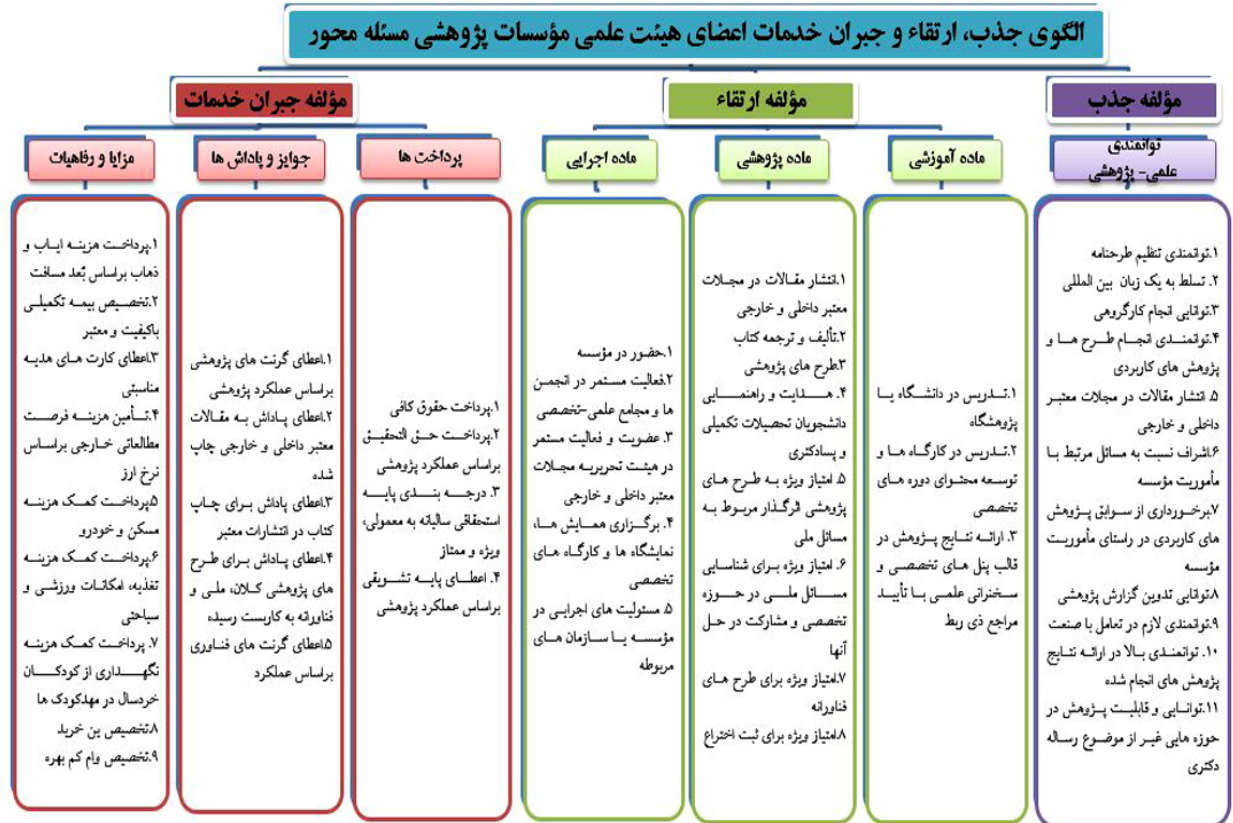 الگوی جذب، ارتقاء و جبران خدمات اعضای هیئت علمی مؤسسات پژوهشی مسئله محور
مؤلفه جذب
توانمندی
علمی- پژوهشی
۱.توانمندی تنظیم طرحنامه
۲. تسلط به یک زبان بین المللی
۳.توانایی انجام کارگروهی
۴.توانمندی انجام طرح ها و
پژوهش های کاربردی
۵. انتشار مقالات در مجلات معتبر
داخلی و خارجی
۶.اشراف نسبت به مسائل مرتبط با
مأموریت مؤسسه
۷.برخورداری از سوابق پژوهش
های کاربردی در راستای مأموریت
مؤسسه
۸.توانایی تدوین گزارش پژوهشی
۹.توانمندی لازم در تعامل با صنعت
۱۰. توانمندی بالا در ارائه نتایج
پژوهش های انجام شده
۱۱.توانایی و قابلیت پژوهش در
حوزه هایی غیر از موضوع رساله
دکتری
مؤلفه ارتقاء
ماده آموزشی
۱.تدریس در دانشگاه یا
پژوهشگاه
۲.تدریس در کارگاه ها و
توسعه محتوای دوره های
تخصصی
۳. ارائه نتایج پژوهش در
قالب پنل های تخصصی و
سخنرانی علمی با تأیید
مراجع ذی ربط
ماده پژوهشی
۱.انتشار مقالات در مجلات
معتبر داخلی و خارجی
۲.تألیف و ترجمه کتاب
۳.طرح های پژوهشی
۴. هدایت و راهنمایی
دانشجویان تحصیلات تکمیلی
و پسادکتری
۵. امتیاز ویژه به طرح های
پژوهشی اثرگذار مربوط به
مسائل ملی
۶. امتیاز ویژه برای شناسایی
مسائل ملی در حوزه
تخصصی و مشارکت در حل
آنها
۷.امتیاز ویژه برای طرح های
فناورانه
۸.امتیاز ویژه برای ثبت اختراع
ماده اجرایی
۱.حضور در مؤسسه
۲.فعالیت مستمر در انجمن
ها و مجامع علمی-تخصصی
۳. عضویت و فعالیت مستمر
در هیئت تحریریه مجلات
معتبر داخلی و خارجی
۴. برگزاری همایش ها،
نمایشگاه ها و کارگاه های
تخصصی
۵. مسئولیت های اجرایی در
مؤسسه یا سازمان های
مربوطه
مؤلفه جبران خدمات
پرداخت ها
۱.پرداخت حقوق کافی
۲.پرداخت حق التحقیق
براساس عملکرد پژوهشی
۳. درجه بندی پایه
استحقاقی سالیانه به معمولی،
ویژه و ممتاز
۴. اعطای پایه تشویقی
براساس عملکرد پژوهشی
جوایز و پاداش ها
۱.اعطای گرنت های پژوهشی
براساس عملکرد پژوهشی
۲.اعطای پاداش به مقالات
معتبر داخلی و خارجی چاپ
شده
۳.اعطای پاداش برای چاپ
کتاب در انتشارات معتبر
۴.اعطای پاداش برای طرح
های پژوهشی کلان، ملی و
فناورانه به کاربست رسیده
۵.اعطای گرنت های فناوری
براساس عملکرد
مزایا و رفاهیات
۱.پرداخت هزینه ایاب و
ذهاب براساس بُعد مسافت
۲.تخصیص بیمه تکمیلی
باکیفیت و معتبر
۳.اعطای کارت های هدیه
مناسبتی
۴.تأمین هزینه فرصت
مطالعاتی خارجی براساس
نرخ ارز
۵.پرداخت کمک هزینه
مسکن و خودرو
۶.پرداخت کمک هزینه
تغذیه، امکانات ورزشی و
سیاحتی
۷. پرداخت کمک هزینه
نگهداری از کودکان
خردسال در مهدکودک ها
۸.تخصیص بن خرید
۹.تخصیص وام کم بهره